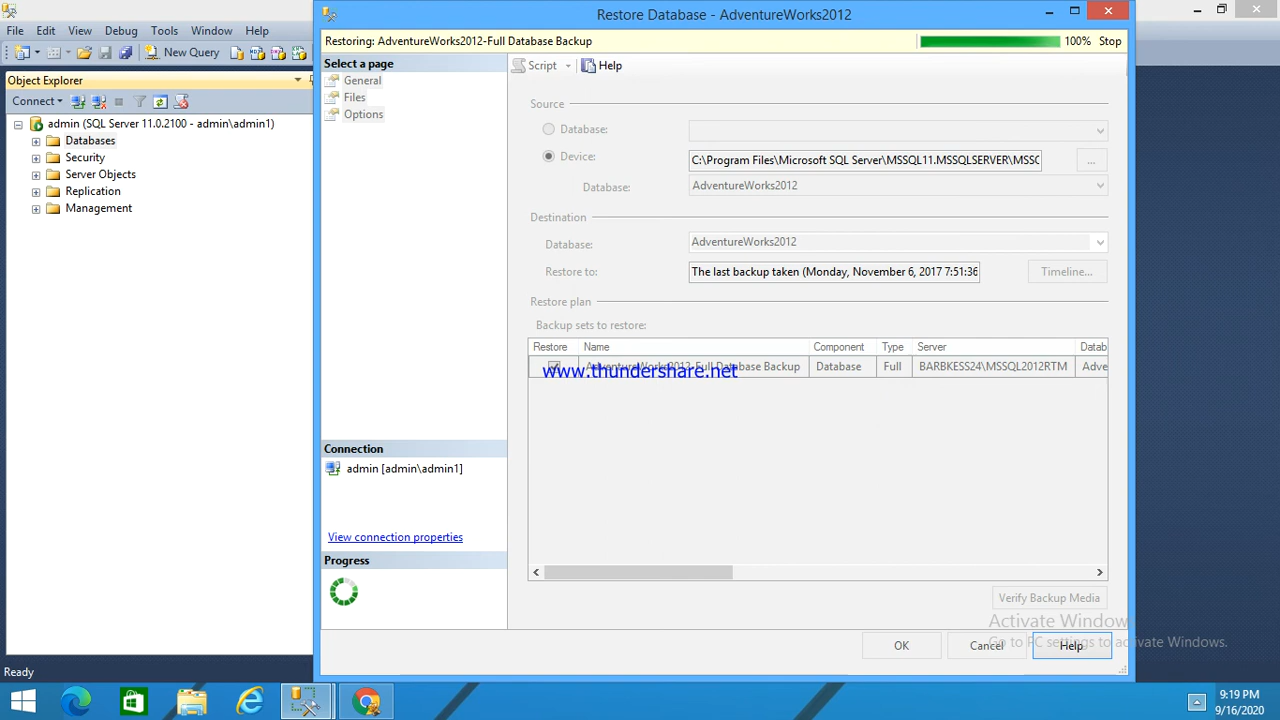 Restore Database - AdventureWorks2012
File Edit View Debug Tools Window Help
New Query
Restoring: AdventureWorks2012-Full Database Backup 100% Stop
Object Explorer
Connect
admin (SQL Server 11.0.2100 - admin\admin1)
Databases
Security
Server Objects
Replication
Management
Select a page
General
Files
Options
Script Help
Source
Database:
Device: C:\Program Files\Microsoft SQL Server\MSSQL11.MSSQLSERVER\MSSQ
Database: AdventureWorks2012
Destination
Database: AdventureWorks2012
Restore to: The last backup taken (Monday, November 6, 2017 7:51:36 Timeline...
Restore plan
Backup sets to restore:
Restore Name Component Type Server Datab
AdventureWorks2012-Full Database Backup Database Full BARBKESS24\MSSQL2012RTM Adve
www.thundershare.net
Connection
admin [admin\admin1]
View connection properties
Progress
Verify Backup Media
Activate Window
Go to PC settings to activate Windows.
OK Cancel Help
Ready
9:19 PM
9/16/2020